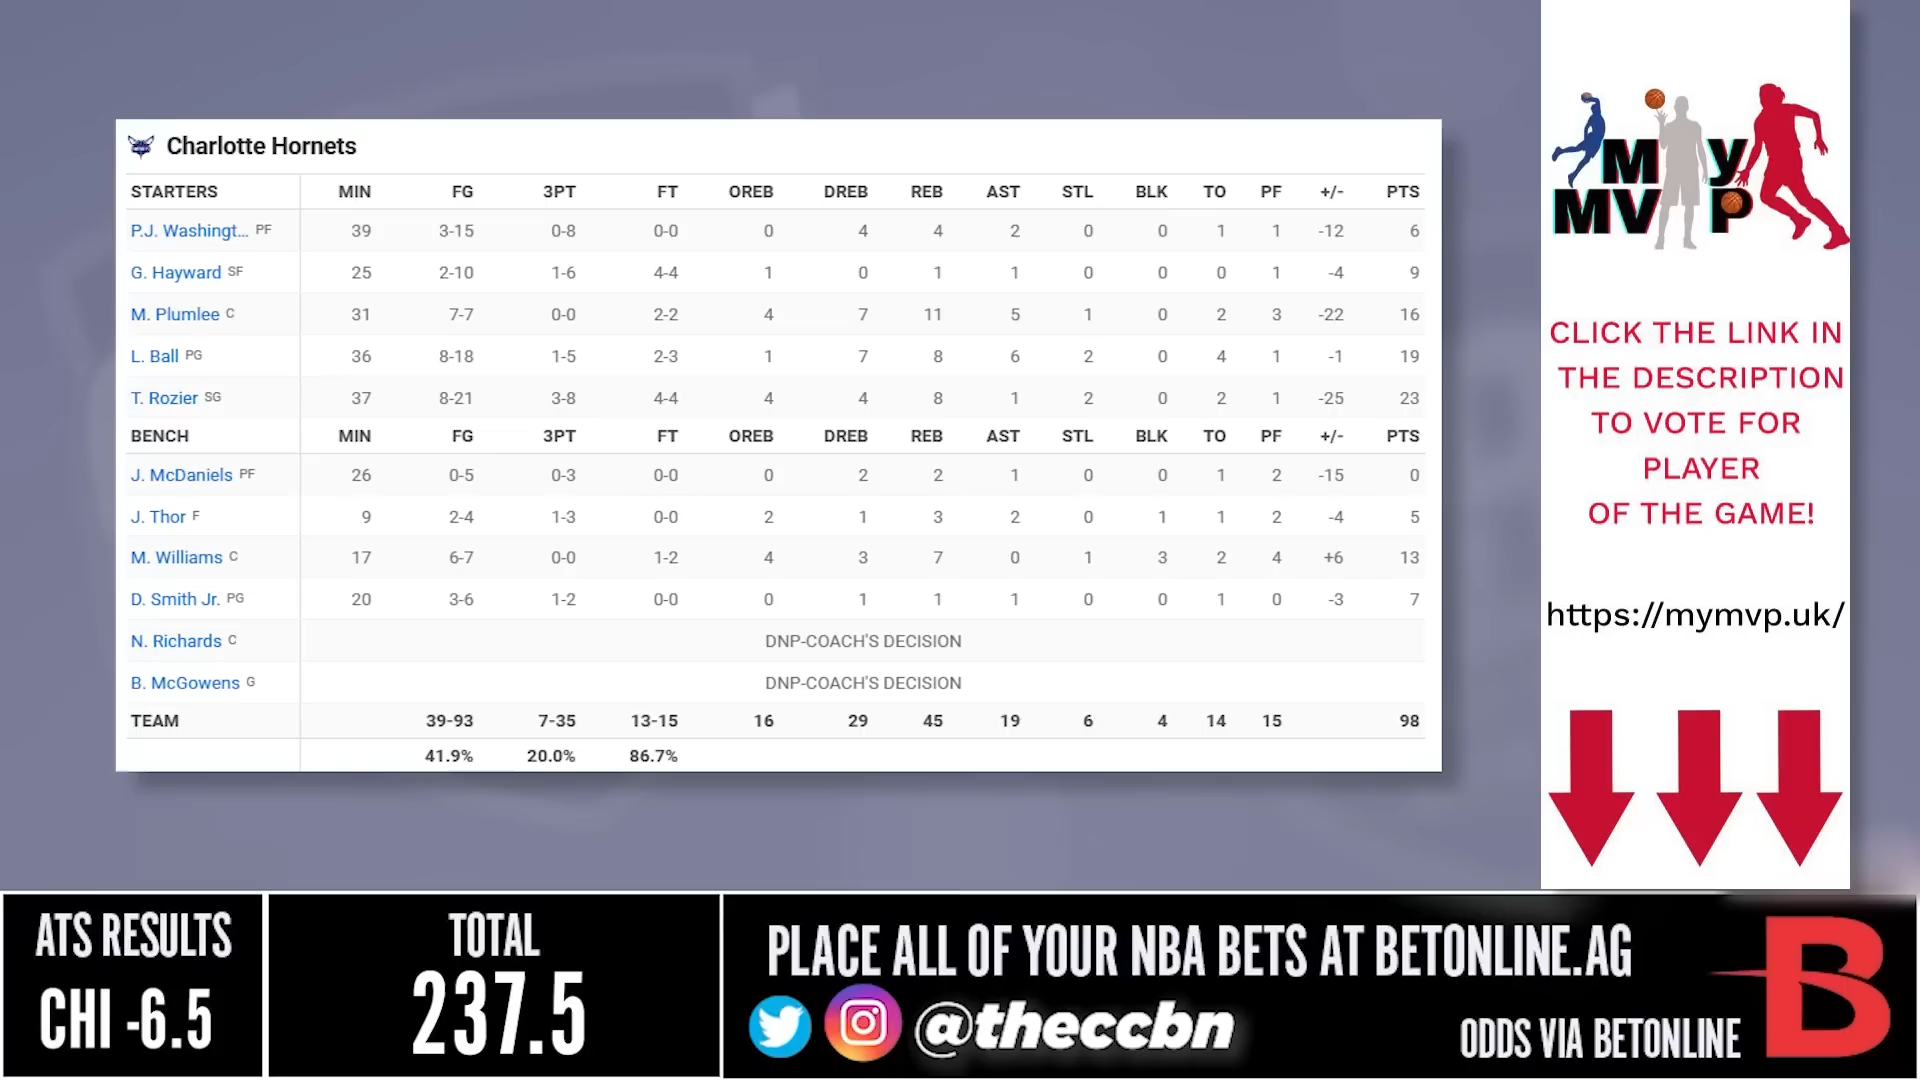 Charlotte Hornets
STARTERS MIN FG 3PT FT OREB DREB REB AST STL BLK TO PF +/- PTS
P.J. Washingt... PF 39 3-15 0-8 0-0 0 4 4 2 0 0 1 1 -12 6
G. Hayward SF 25 2-10 1-6 4-4 1 0 1 1 0 0 0 1 -4 9
M. Plumlee C 31 7-7 0-0 2-2 4 7 11 5 1 0 2 3 -22 16
L. Ball PG 36 8-18 1-5 2-3 1 7 8 6 2 0 4 1 -1 19
T. Rozier SG 37 8-21 3-8 4-4 4 4 8 1 2 0 2 1 -25 23
BENCH MIN FG 3PT FT OREB DREB REB AST STL BLK TO PF +/- PTS
J. McDaniels PF 26 0-5 0-3 0-0 0 2 2 1 0 0 1 2 -15 0
J. Thor F 9 2-4 1-3 0-0 2 1 3 2 0 1 1 2 -4 5
M. Williams C 17 6-7 0-0 1-2 4 3 7 0 1 3 2 4 +6 13
D. Smith Jr. PG 20 3-6 1-2 0-0 0 1 1 1 0 0 1 0 -3 7
N. Richards C DNP-COACH'S DECISION
B. McGowens G DNP-COACH'S DECISION
TEAM 39-93 7-35 13-15 16 29 45 19 6 4 14 15 98
41.9% 20.0% 86.7%
My
MVP
CLICK THE LINK IN
THE DESCRIPTION
TO VOTE FOR
PLAYER
OF THE GAME!
https://mymvp.uk/
ATS RESULTS
CHI -6.5
TOTAL
237.5
PLACE ALL OF YOUR NBA BETS AT BETONLINE.AG
@theccbn
ODDS VIA BETONLINE
B